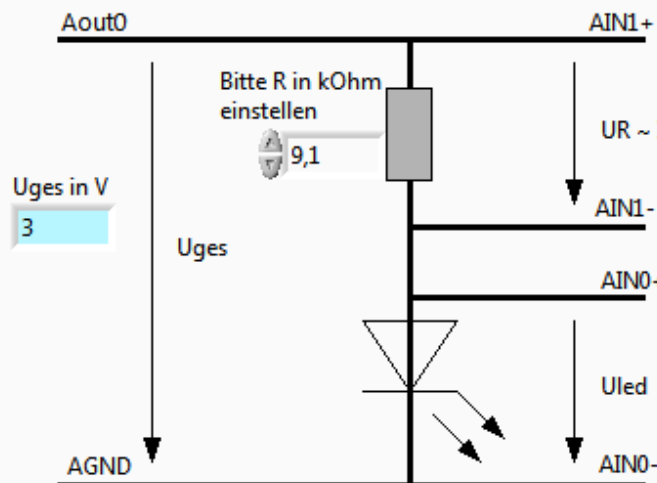 Aout0
AIN1+
Bitte R in kOhm
einstellen
9,1
UR ~
Uges in V
3
AIN1-
Uges
AIN0-
Uled
AGND
AIN0-